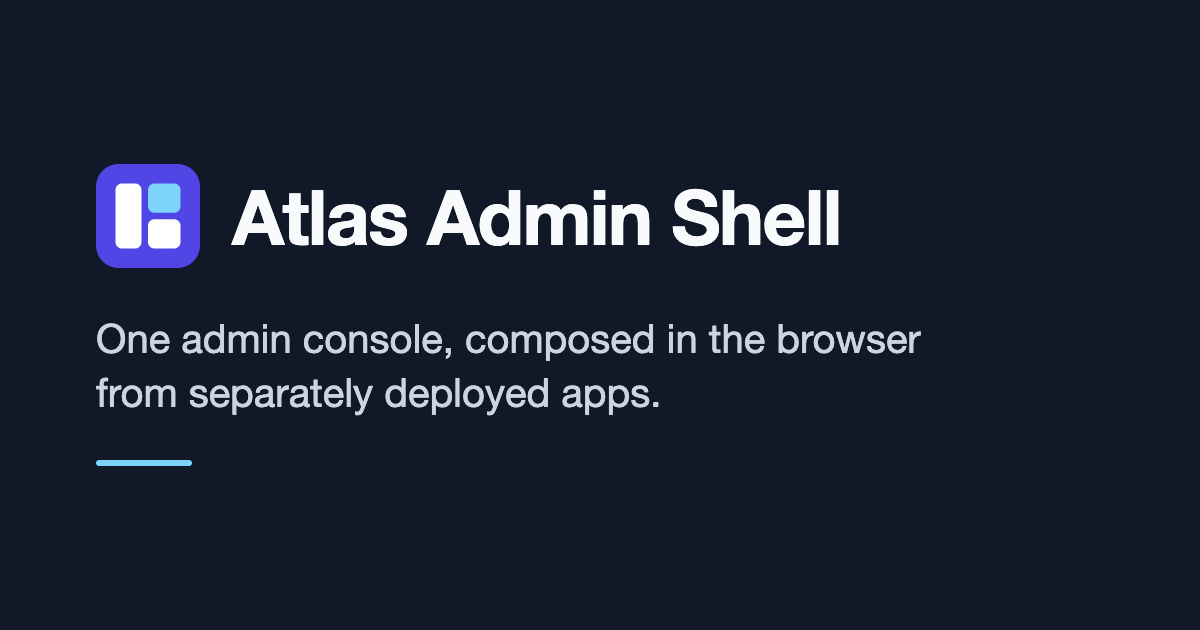 Atlas Admin Shell
One admin console, composed in the browser
from separately deployed apps.